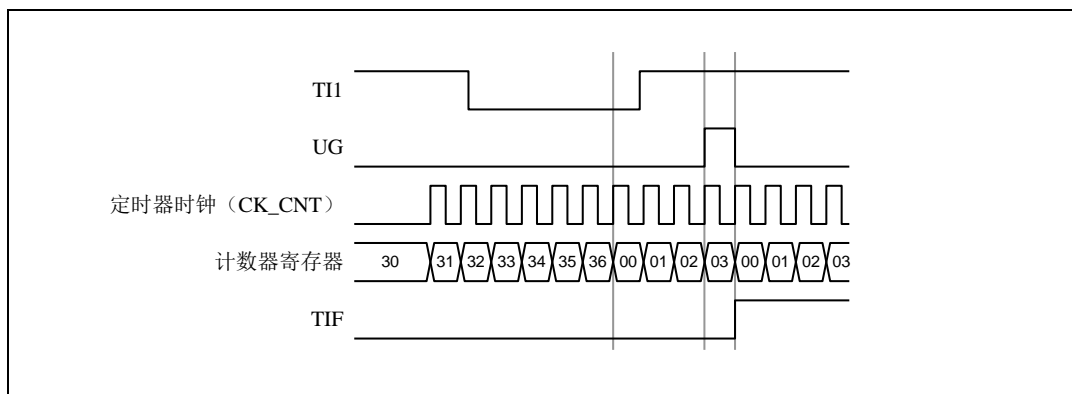 TI1
UG
定时器时钟（CK_CNT）
计数器寄存器 30 31 32 33 34 35 36 00 01 02 03 00 01 02 03
TIF